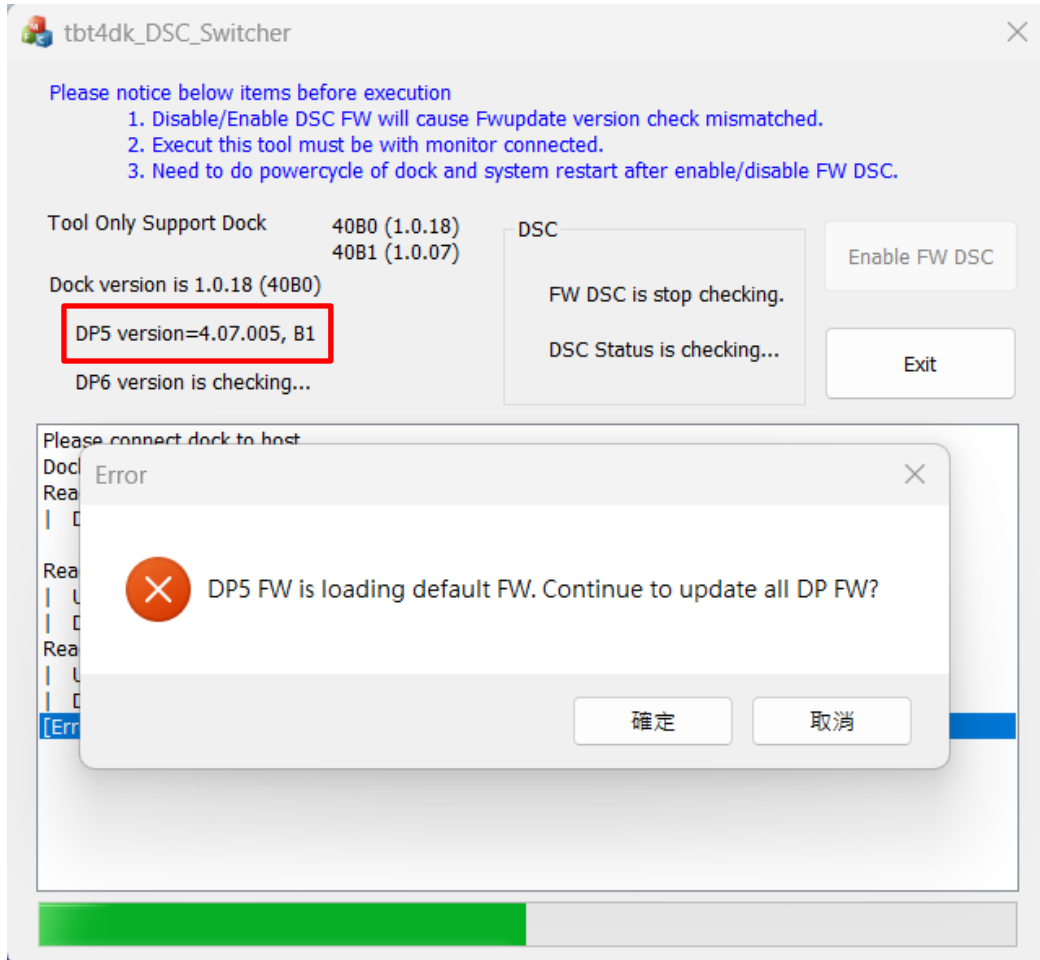 tbt4dk_DSC_Switcher
Please notice below items before execution
1. Disable/Enable DSC FW will cause Fwupdate version check mismatched.
2. Execut this tool must be with monitor connected.
3. Need to do powercycle of dock and system restart after enable/disable FW DSC.
Tool Only Support Dock
40B0 (1.0.18)
40B1 (1.0.07)
Dock version is 1.0.18 (40B0)
DP5 version=4.07.005, B1
DP6 version is checking...
DSC
FW DSC is stop checking.
DSC Status is checking...
Enable FW DSC
Exit
Please connect dock to host
Error
DP5 FW is loading default FW. Continue to update all DP FW?
確定
取消